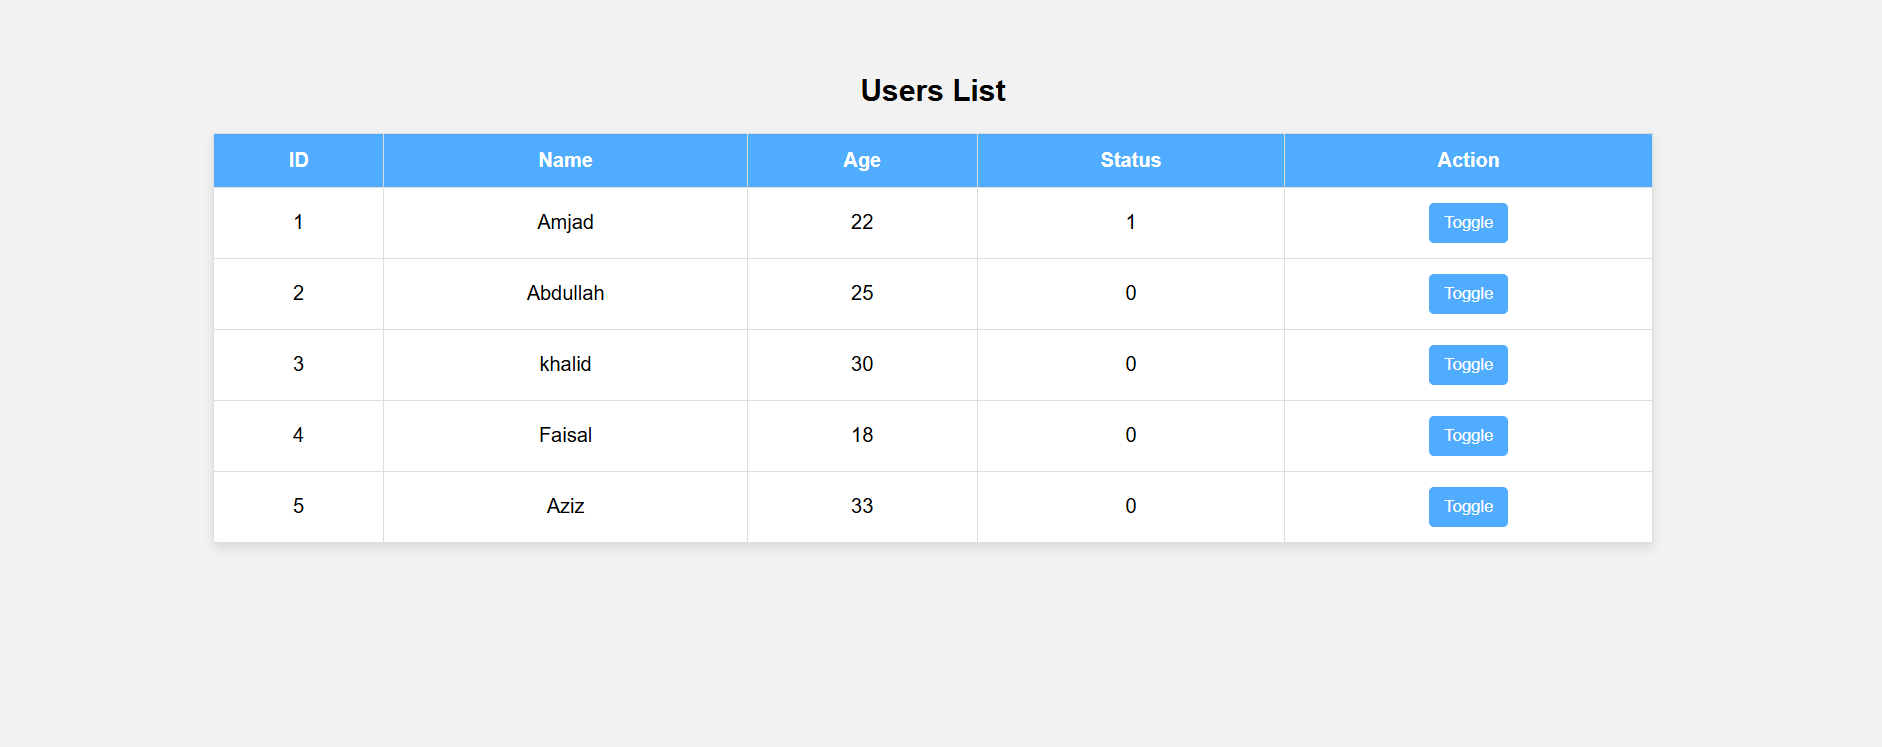 Users List
ID Name Age Status Action
1 Amjad 22 1 Toggle
2 Abdullah 25 0 Toggle
3 khalid 30 0 Toggle
4 Faisal 18 0 Toggle
5 Aziz 33 0 Toggle